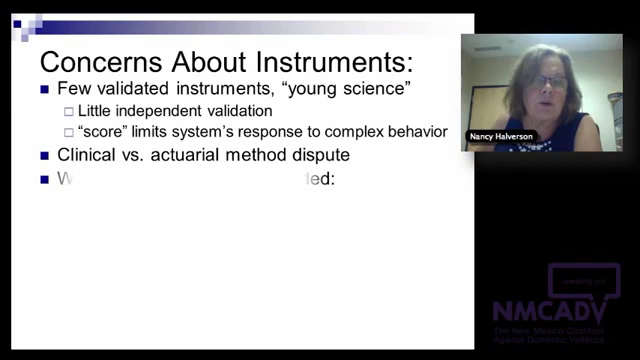 Concerns About Instruments:
Few validated instruments, “young science”
Little independent validation
“score” limits system’s response to complex behavior
Clinical vs. actuarial method dispute
Nancy Halverson
NMCADV
The New Mexico Coalition
Against Domestic Violence